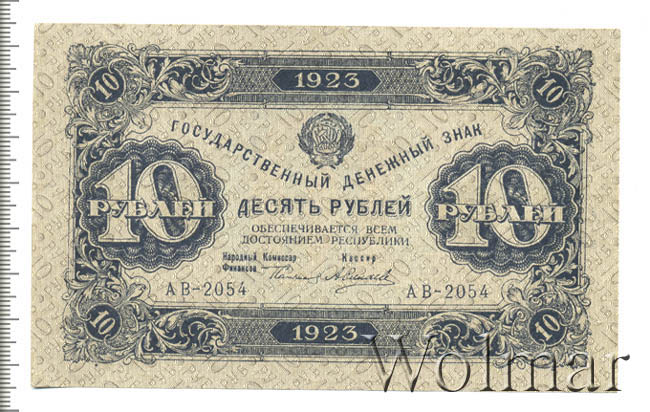 10 1923 10
ГОСУДАРСТВЕННЫЙ ДЕНЕЖНЫЙ ЗНАК
10 РУБЛЕЙ
10 РУБЛЕЙ
ДЕСЯТЬ РУБЛЕЙ
ОБЕСПЕЧИВАЕТСЯ ВСЕМ
ДОСТОЯНИЕМ РЕСПУБЛИКИ
Народный Комиссар Финансов
Кассир
АВ-2054 АВ-2054
10 1923 10
Wolmar